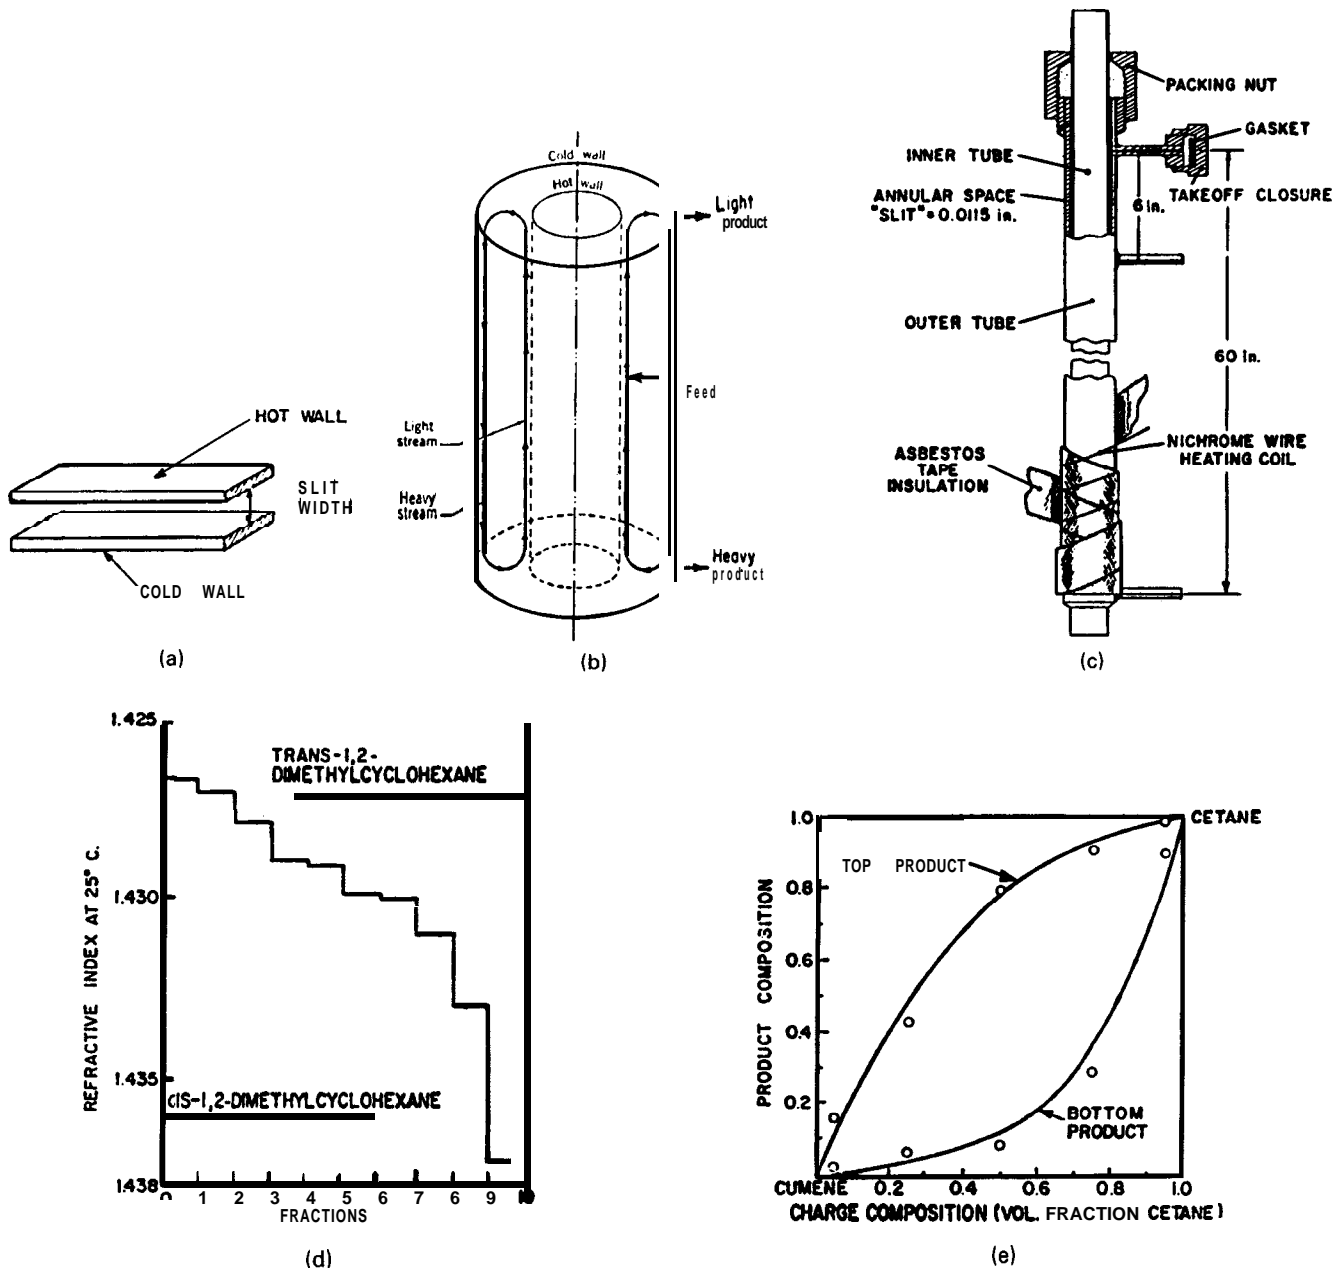 HOT WALL
SLIT
WIDTH
COLD WALL
(a)
Cold wall
Hot wall
Light
product
Feed
Light
stream
Heavy
stream
Heavy
product
(b)
PACKING NUT
GASKET
INNER TUBE
ANNULAR SPACE
"SLIT"=0.0115 in.
6 in.
TAKEOFF CLOSURE
OUTER TUBE
60 in.
ASBESTOS
TAPE
INSULATION
NICHROME WIRE
HEATING COIL
(c)
1.425
TRANS-1,2-
DIMETHYLCYCLOHEXANE
REFRACTIVE INDEX AT 25° C.
1.430
1.435
CIS-1,2-DIMETHYLCYCLOHEXANE
1.438
0 1 2 3 4 5 6 7 6 9 10
FRACTIONS
(d)
1.0
CETANE
TOP PRODUCT
0.8
PRODUCT COMPOSITION
0.6
0.4
0.2
BOTTOM
PRODUCT
CUMENE 0.2 0.4 0.6 0.8 1.0
CHARGE COMPOSITION (VOL. FRACTION CETANE)
(e)